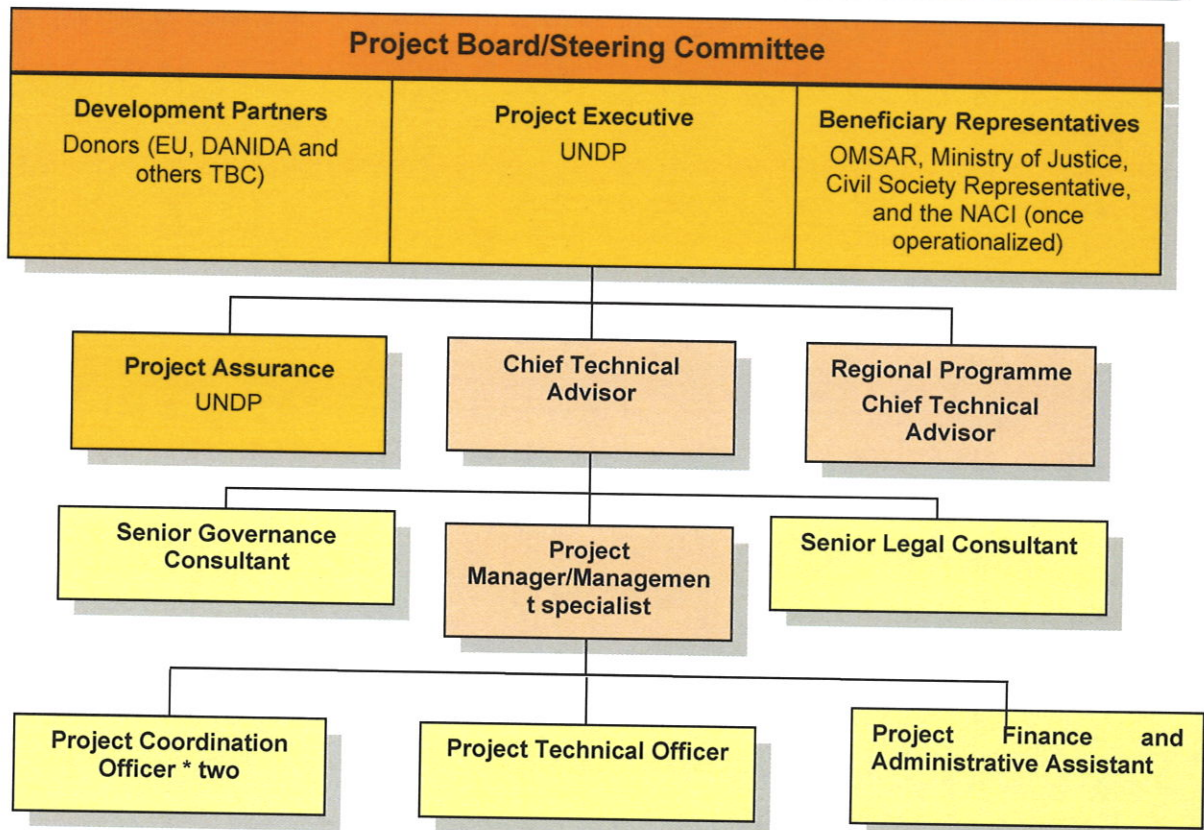 Project Board/Steering Committee
Development Partners
Donors (EU, DANIDA and
others TBC)
Project Executive
UNDP
Beneficiary Representatives
OMSAR, Ministry of Justice,
Civil Society Representative,
and the NACI (once
operationalized)
Project Assurance
UNDP
Chief Technical
Advisor
Regional Programme
Chief Technical
Advisor
Senior Governance
Consultant
Project
Manager/Managemen
t specialist
Senior Legal Consultant
Project Coordination
Officer * two
Project Technical Officer
Project Finance and
Administrative Assistant